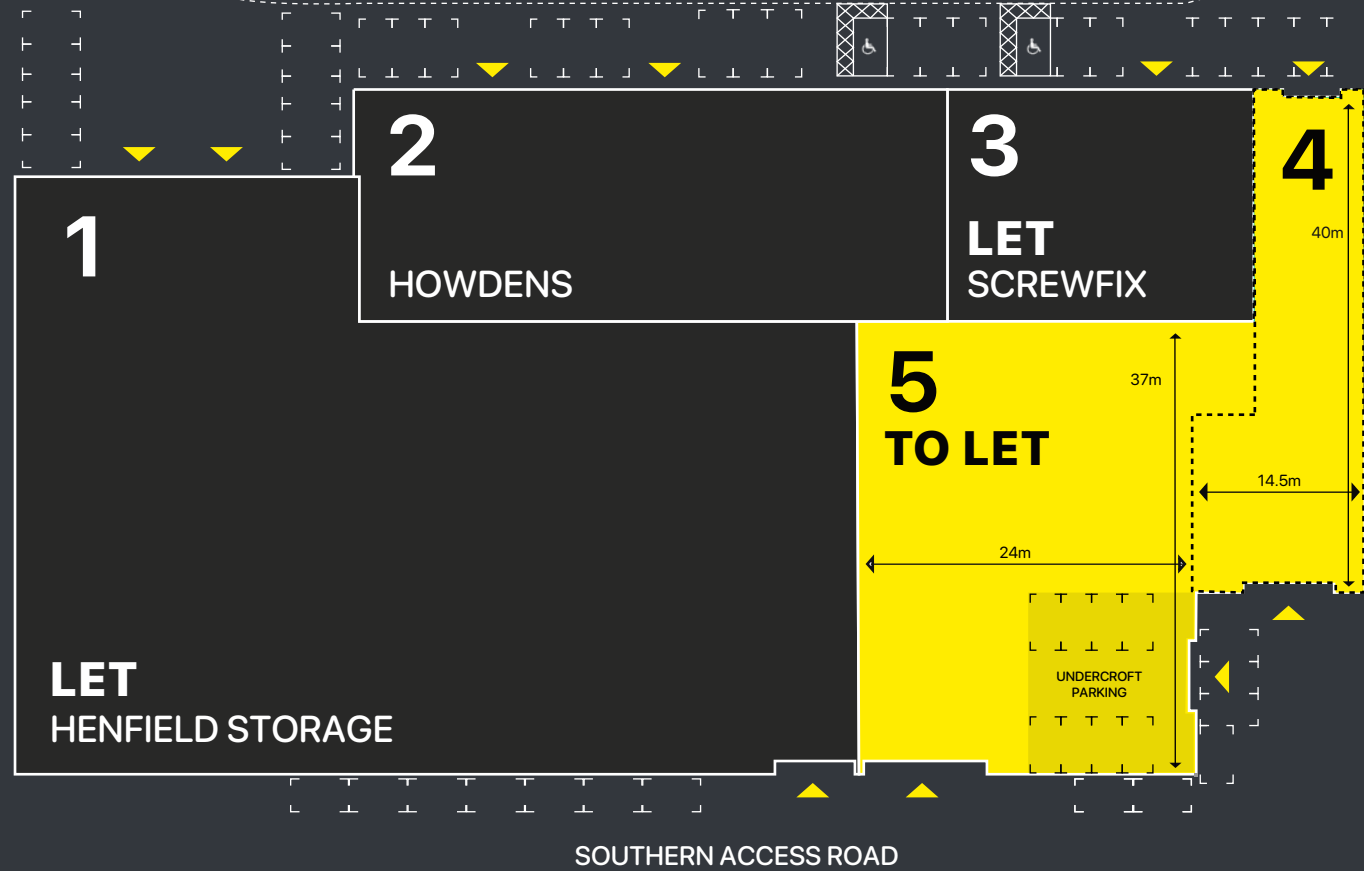 1
LET
HENFIELD STORAGE
2
HOWDENS
3
LET
SCREWFIX
4
40m
14.5m
5
TO LET
37m
24m
UNDERCROFT
PARKING
SOUTHERN ACCESS ROAD